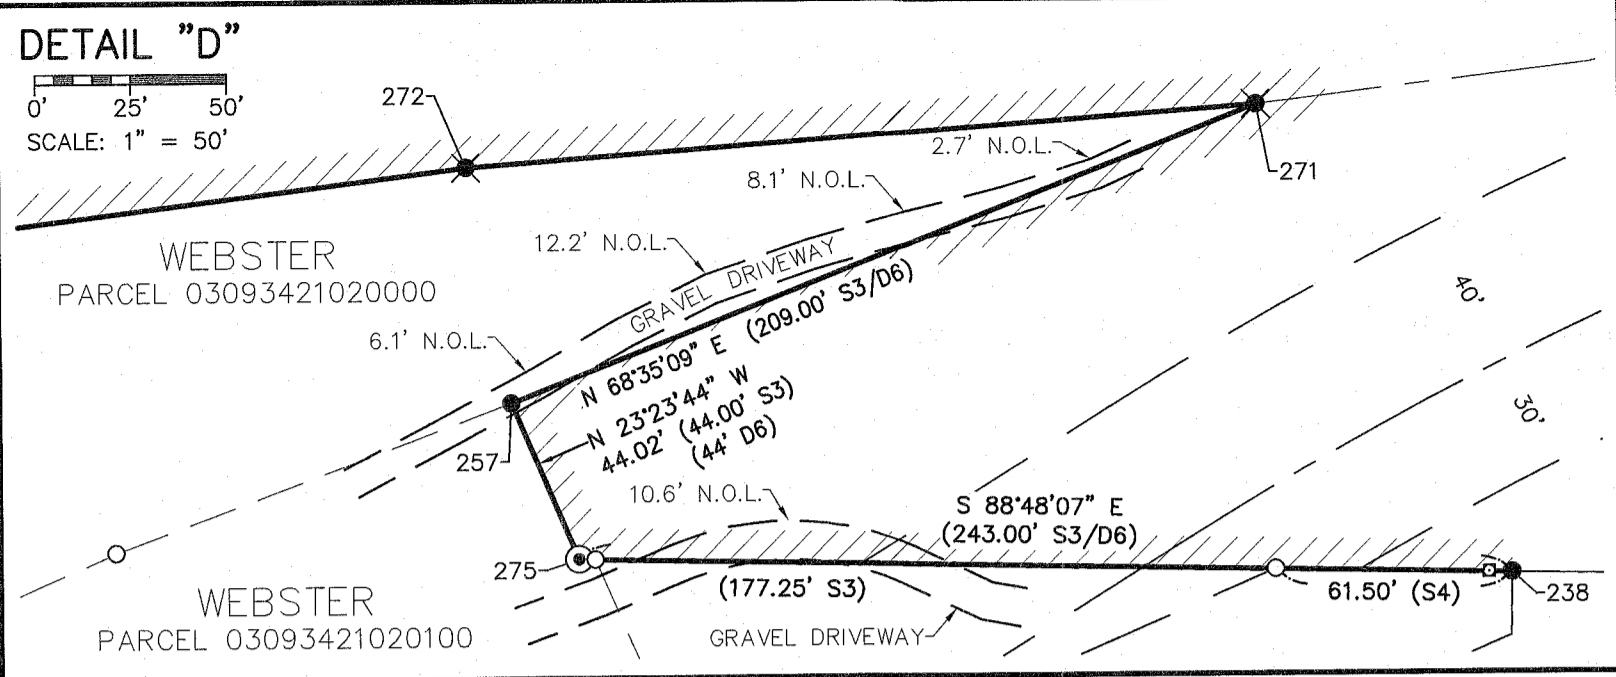 DETAIL "D"
0' 25' 50'
SCALE: 1" = 50'
272
271
2.7' N.O.L.
8.1' N.O.L.
12.2' N.O.L.
6.1' N.O.L.
WEBSTER
PARCEL 03093421020000
GRAVEL DRIVEWAY
N 68°35'09" E (209.00' S3/D6)
N 23°23'44" W
44.02' (44.00' S3)
(44' D6)
40'
30'
257
10.6' N.O.L.
S 88°48'07" E
(243.00' S3/D6)
275
(177.25' S3)
61.50' (S4)
238
WEBSTER
PARCEL 03093421020100
GRAVEL DRIVEWAY